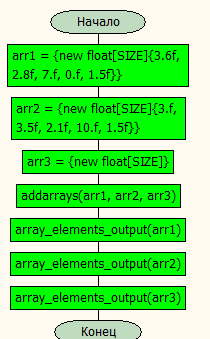 Начало
arr1 = {new float[SIZE]{3.6f,
2.8f, 7.f, 0.f, 1.5f}}
arr2 = {new float[SIZE]{3.f,
3.5f, 2.1f, 10.f, 1.5f}}
arr3 = {new float[SIZE]}
addarrays(arr1, arr2, arr3)
array_elements_output(arr1)
array_elements_output(arr2)
array_elements_output(arr3)
Конец